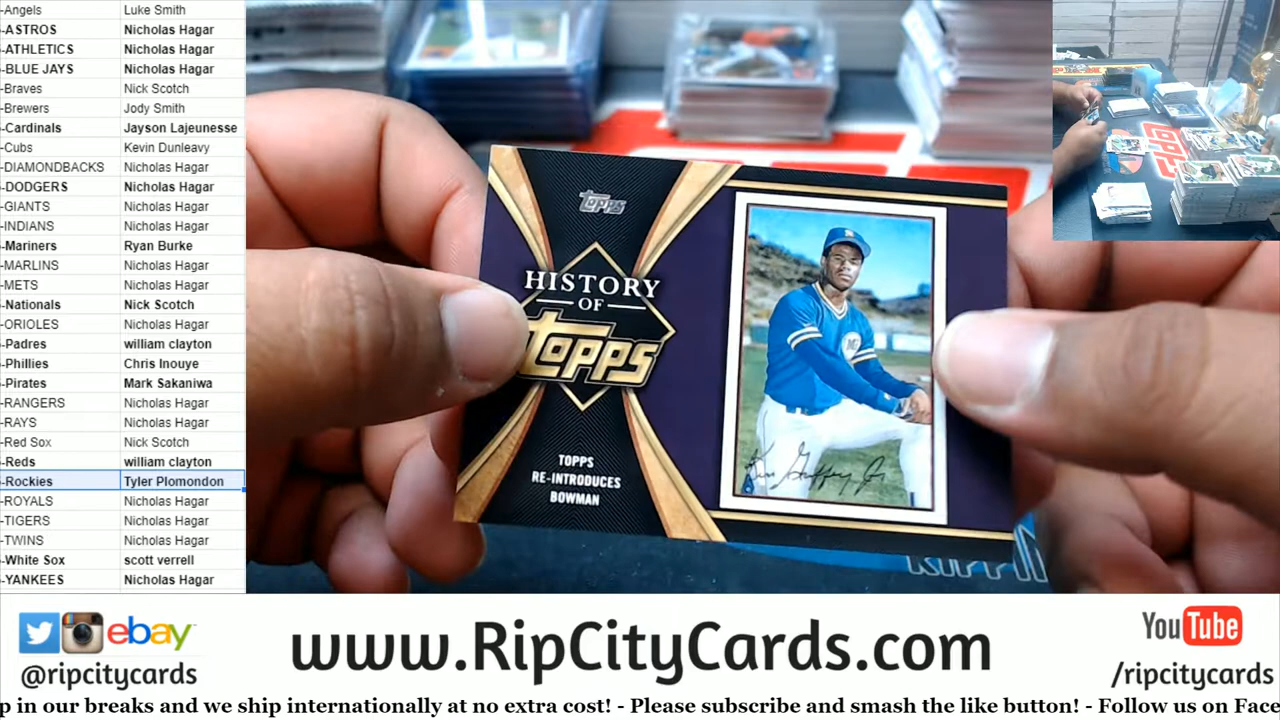 -Angels Luke Smith
-ASTROS Nicholas Hagar
-ATHLETICS Nicholas Hagar
-BLUE JAYS Nicholas Hagar
-Braves Nick Scotch
-Brewers Jody Smith
-Cardinals Jayson Lajeunesse
-Cubs Kevin Dunleavy
-DIAMONDBACKS Nicholas Hagar
-DODGERS Nicholas Hagar
-GIANTS Nicholas Hagar
-INDIANS Nicholas Hagar
-Mariners Ryan Burke
-MARLINS Nicholas Hagar
-METS Nicholas Hagar
-Nationals Nick Scotch
-ORIOLES Nicholas Hagar
-Padres william clayton
-Phillies Chris Inouye
-Pirates Mark Sakaniwa
-RANGERS Nicholas Hagar
-RAYS Nicholas Hagar
-Red Sox Nick Scotch
-Reds william clayton
-Rockies Tyler Plomondon
-ROYALS Nicholas Hagar
-TIGERS Nicholas Hagar
-TWINS Nicholas Hagar
-White Sox scott verrell
-YANKEES Nicholas Hagar
TOPPS
HISTORY
OF
TOPPS
TOPPS
RE-INTRODUCES
BOWMAN
Ken Griffey Jr
ebay
@ripcitycards
www.RipCityCards.com
YouTube
/ripcitycards
p in our breaks and we ship internationally at no extra cost! - Please subscribe and smash the like button! - Follow us on Face